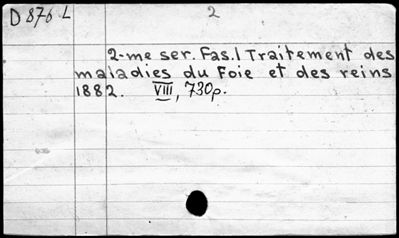 D 876 L 2
2-me ser. Fas. I Traitement des
maladies du Foie et des reins
1882. VIII, 730p.